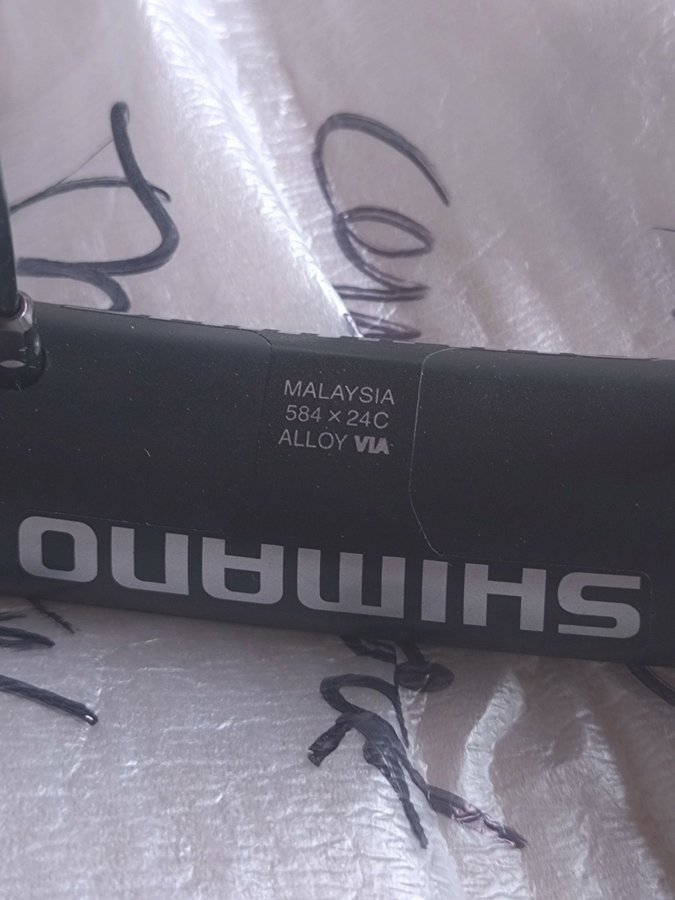 MALAYSIA
584 × 24C
ALLOY VIA
SHIMANO